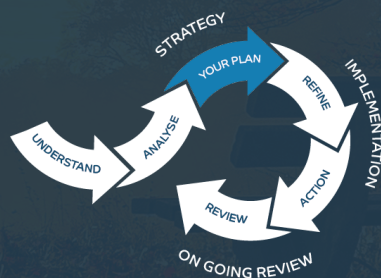 STRATEGY
YOUR PLAN
REFINE
IMPLEMENTATION
UNDERSTAND
ANALYSE
ACTION
REVIEW
ON GOING REVIEW